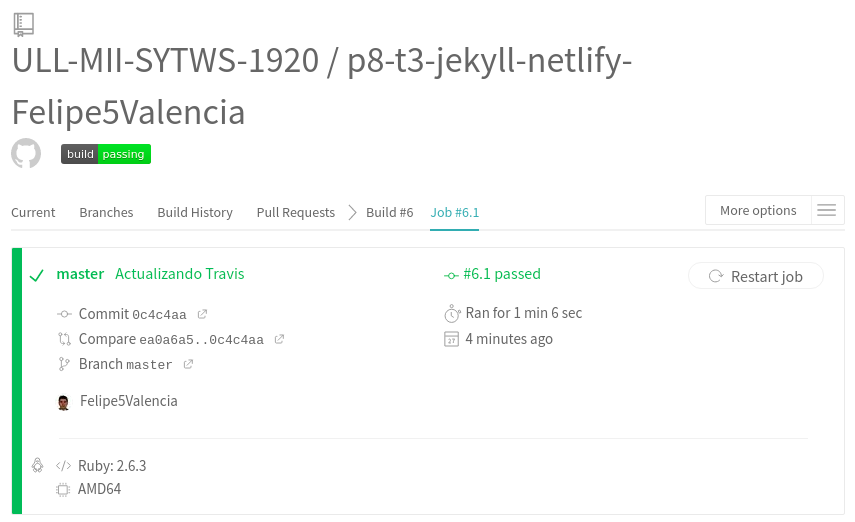 ULL-MII-SYTWS-1920 / p8-t3-jekyll-netlify-
Felipe5Valencia
build passing
Current Branches Build History Pull Requests Build #6 Job #6.1 More options
master Actualizando Travis #6.1 passed Restart job
Commit 0c4c4aa Ran for 1 min 6 sec
Compare ea0a6a5..0c4c4aa 4 minutes ago
Branch master
Felipe5Valencia
Ruby: 2.6.3
AMD64